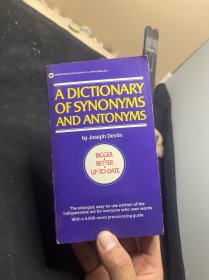 A DICTIONARY
OF SYNONYMS
AND ANTONYMS
by Joseph Devlin
BIGGER
BETTER
UP-TO-DATE
The enlarged, easy-to-use edition of the
indispensable aid for everyone who uses words
With a 5,000 word pronouncing guide